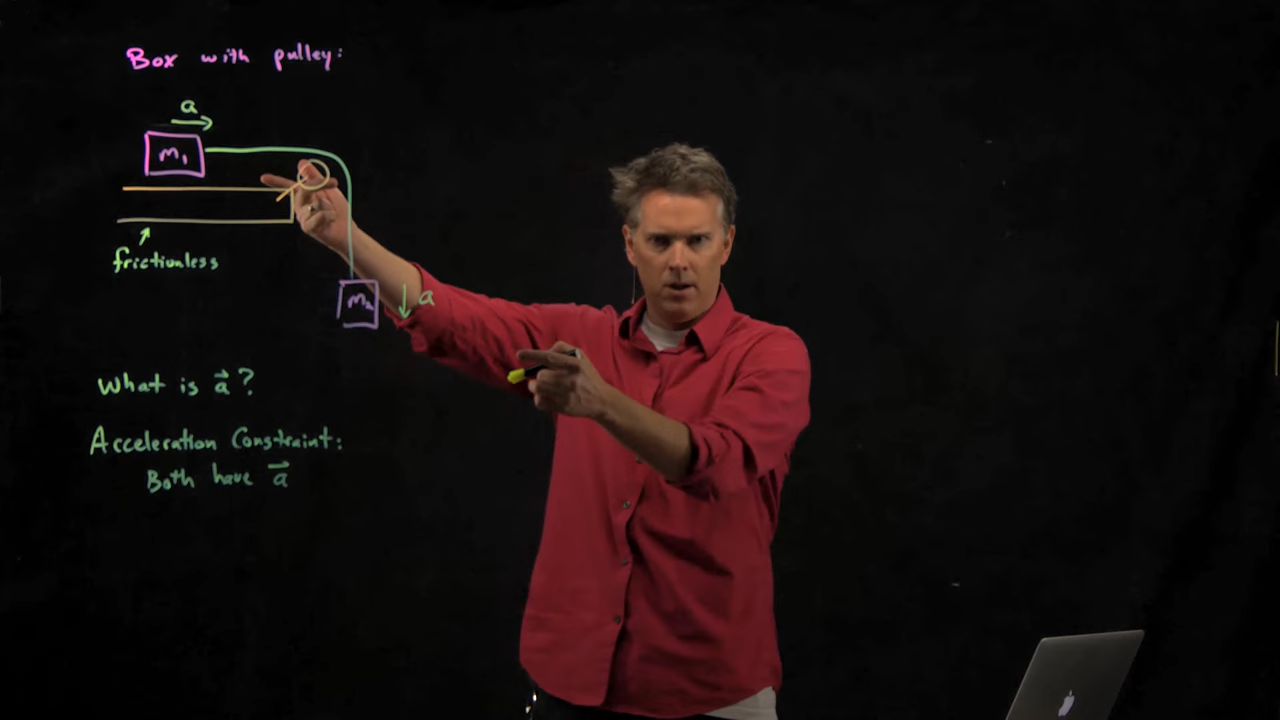 Box with pulley:
a
m₁
frictionless
m₂
a
What is a⃗ ?
Acceleration Constraint:
Both have a⃗